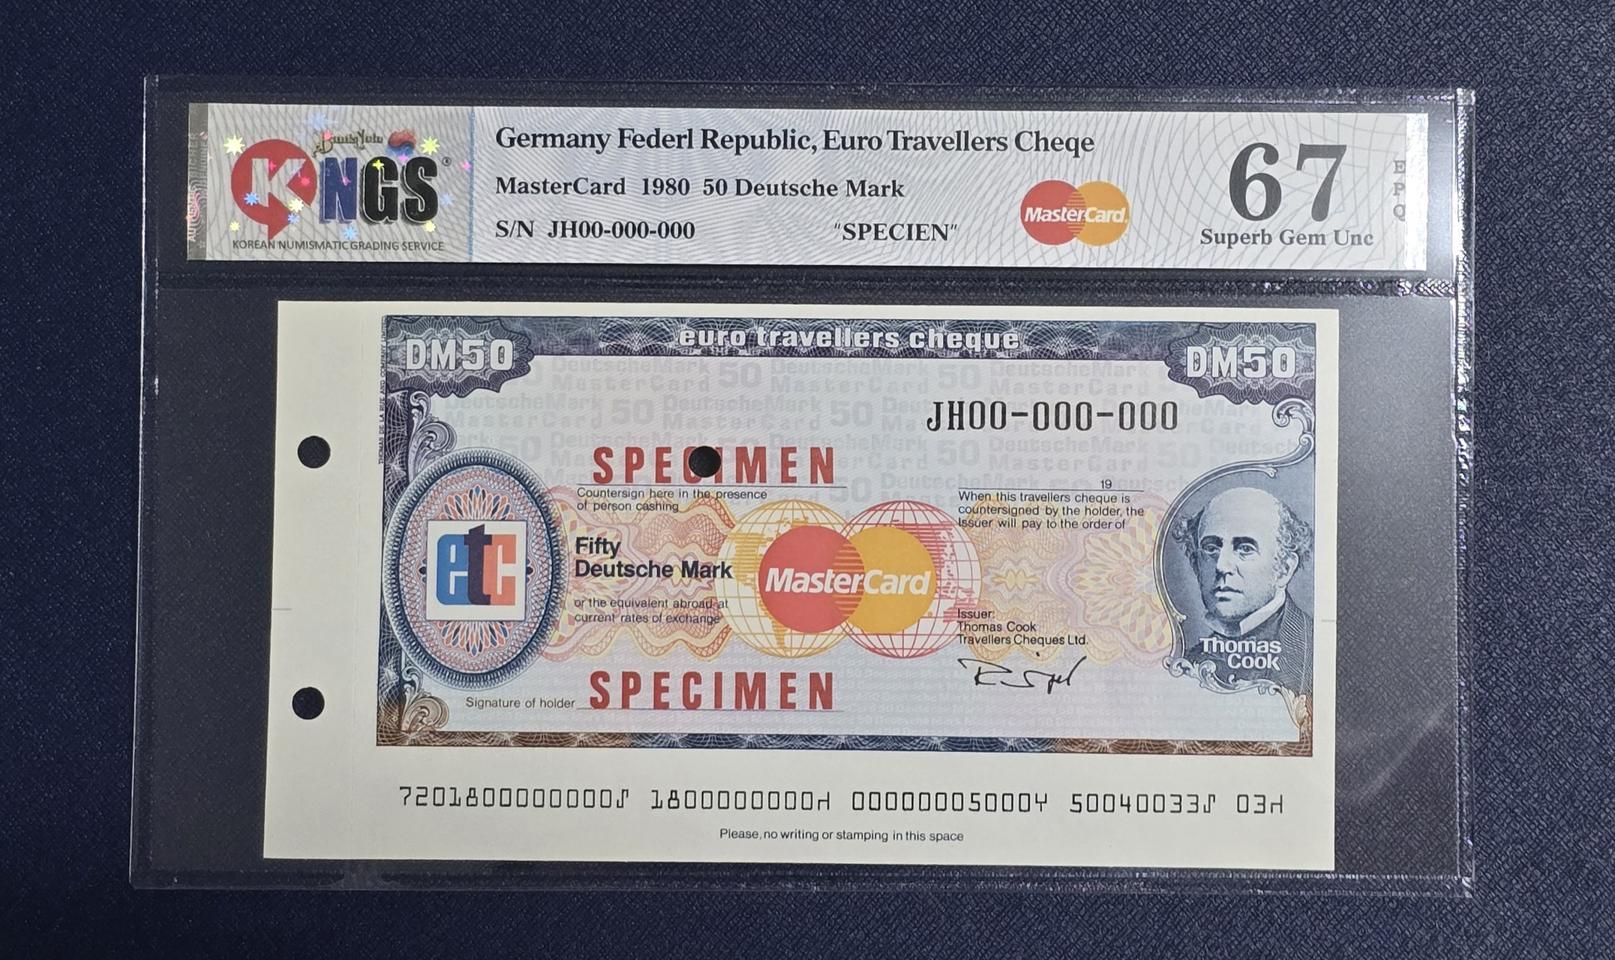 KNGS
KOREAN NUMISMATIC GRADING SERVICE
Germany Federl Republic, Euro Travellers Cheqe
MasterCard 1980 50 Deutsche Mark
S/N JH00-000-000 "SPECIEN"
MasterCard
67
Superb Gem Unc
EPQ
euro travellers cheque
DM50
DM50
JH00-000-000
SPECIMEN
Countersign here in the presence
of person cashing
19
When this travellers cheque is
countersigned by the holder, the
Issuer will pay to the order of
etc
Fifty
Deutsche Mark
MasterCard
or the equivalent abroad at
current rates of exchange
Issuer:
Thomas Cook
Travellers Cheques Ltd.
Thomas
Cook
Signature of holder
SPECIMEN
72018000000000⑀ 1800000000⑁ 000000050004 50040033⑀ 03⑁
Please, no writing or stamping in this space